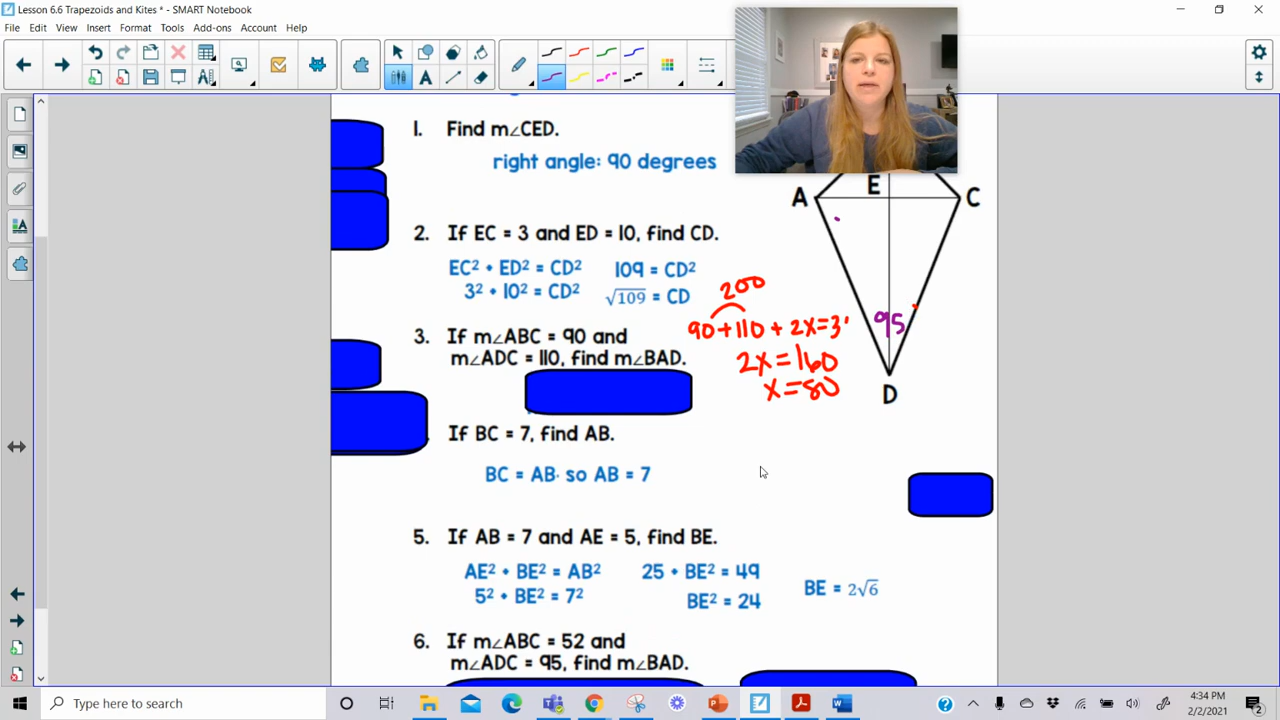 Lesson 6.6 Trapezoids and Kites * - SMART Notebook
File Edit View Insert Format Tools Add-ons Account Help
1. Find m∠CED.
right angle: 90 degrees
A E C
2. If EC = 3 and ED = 10, find CD.
EC² + ED² = CD² 109 = CD²
3² + 10² = CD² √109 = CD
200
90+110 + 2x=3
2x=160
x=80
95
D
3. If m∠ABC = 90 and
m∠ADC = 110, find m∠BAD.
If BC = 7, find AB.
BC = AB so AB = 7
5. If AB = 7 and AE = 5, find BE.
AE² + BE² = AB² 25 + BE² = 49
5² + BE² = 7² BE² = 24 BE = 2√6
6. If m∠ABC = 52 and
m∠ADC = 95, find m∠BAD.
Type here to search
4:34 PM
2/2/2021